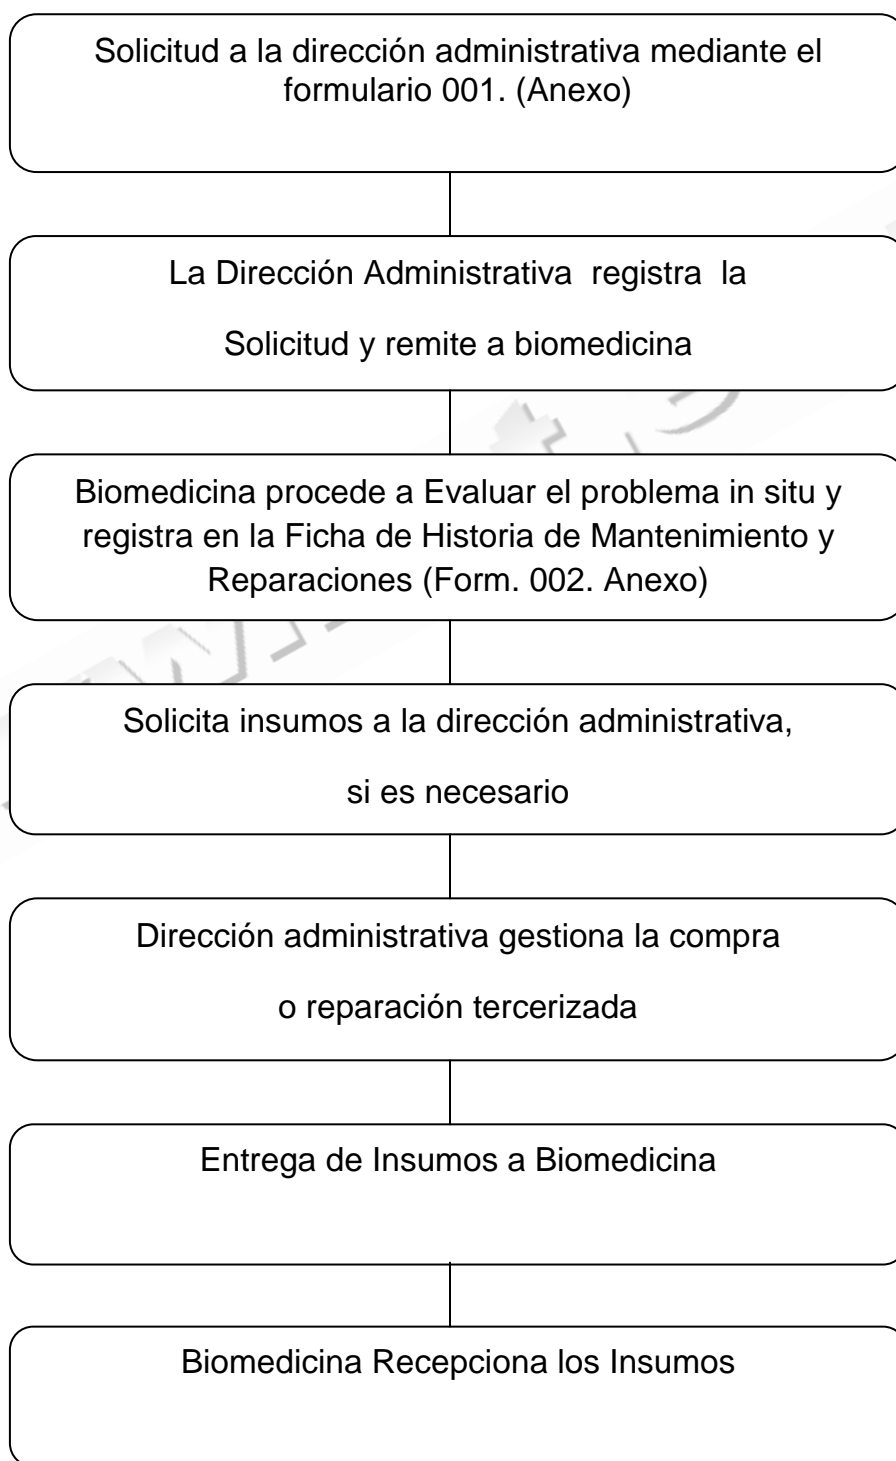 Solicitud a la dirección administrativa mediante el
formulario 001. (Anexo)
La Dirección Administrativa registra la
Solicitud y remite a biomedicina
Biomedicina procede a Evaluar el problema in situ y
registra en la Ficha de Historia de Mantenimiento y
Reparaciones (Form. 002. Anexo)
Solicita insumos a la dirección administrativa,
si es necesario
Dirección administrativa gestiona la compra
o reparación tercerizada
Entrega de Insumos a Biomedicina
Biomedicina Recepciona los Insumos